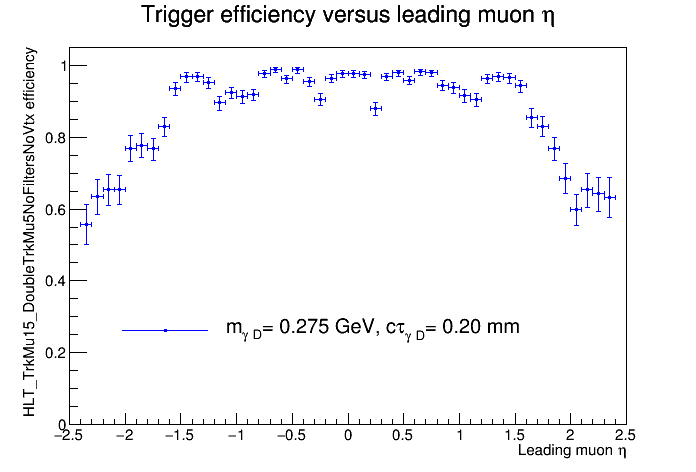 Trigger efficiency versus leading muon η
HLT_TrkMu15_DoubleTrkMu5NoFiltersNoVtx efficiency
1
0.8
0.6
0.4
0.2
0
m_γ D= 0.275 GeV, cτ_γ D= 0.20 mm
−2.5 −2 −1.5 −1 −0.5 0 0.5 1 1.5 2 2.5
Leading muon η